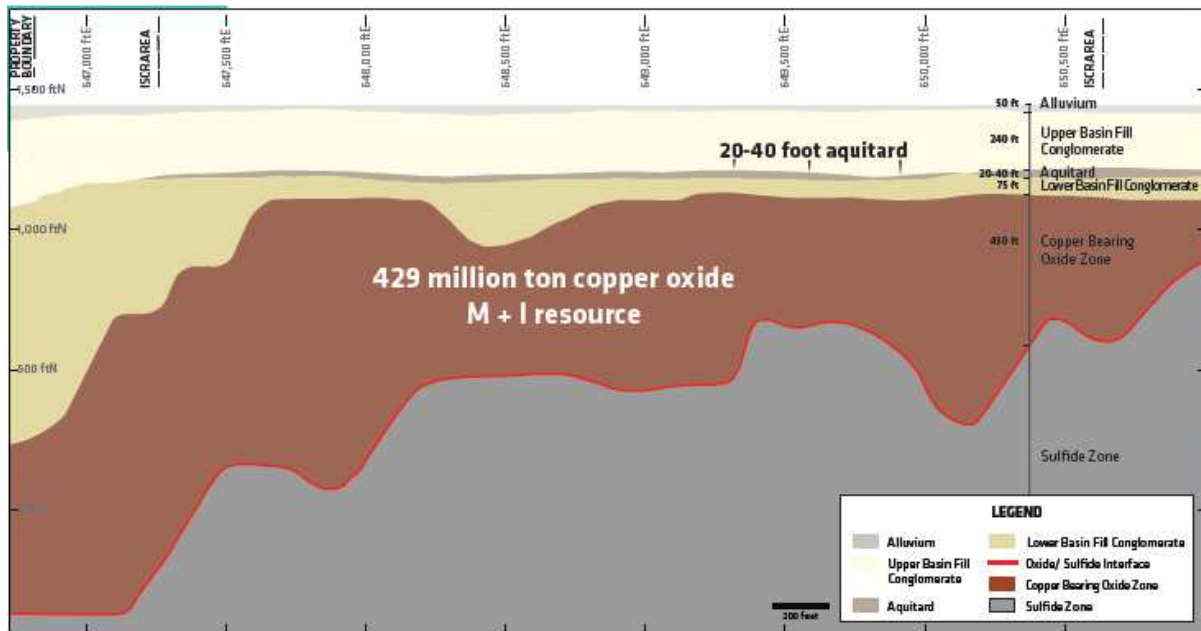 PROPERTY
BOUNDARY
647,000 ftE
ISCR AREA
647,500 ftE
648,000 ftE
648,500 ftE
649,000 ftE
649,500 ftE
650,000 ftE
650,500 ftE
ISCR AREA
1,500 ftN
1,000 ftN
500 ftN
50 ft Alluvium
240 ft Upper Basin Fill
Conglomerate
20-40 foot aquitard
20-40 ft Aquitard
75 ft Lower Basin Fill Conglomerate
450 ft Copper Bearing
Oxide Zone
429 million ton copper oxide
M + I resource
Sulfide Zone
LEGEND
Alluvium
Upper Basin Fill
Conglomerate
Aquitard
Lower Basin Fill Conglomerate
Oxide/ Sulfide Interface
Copper Bearing Oxide Zone
Sulfide Zone
200 feet